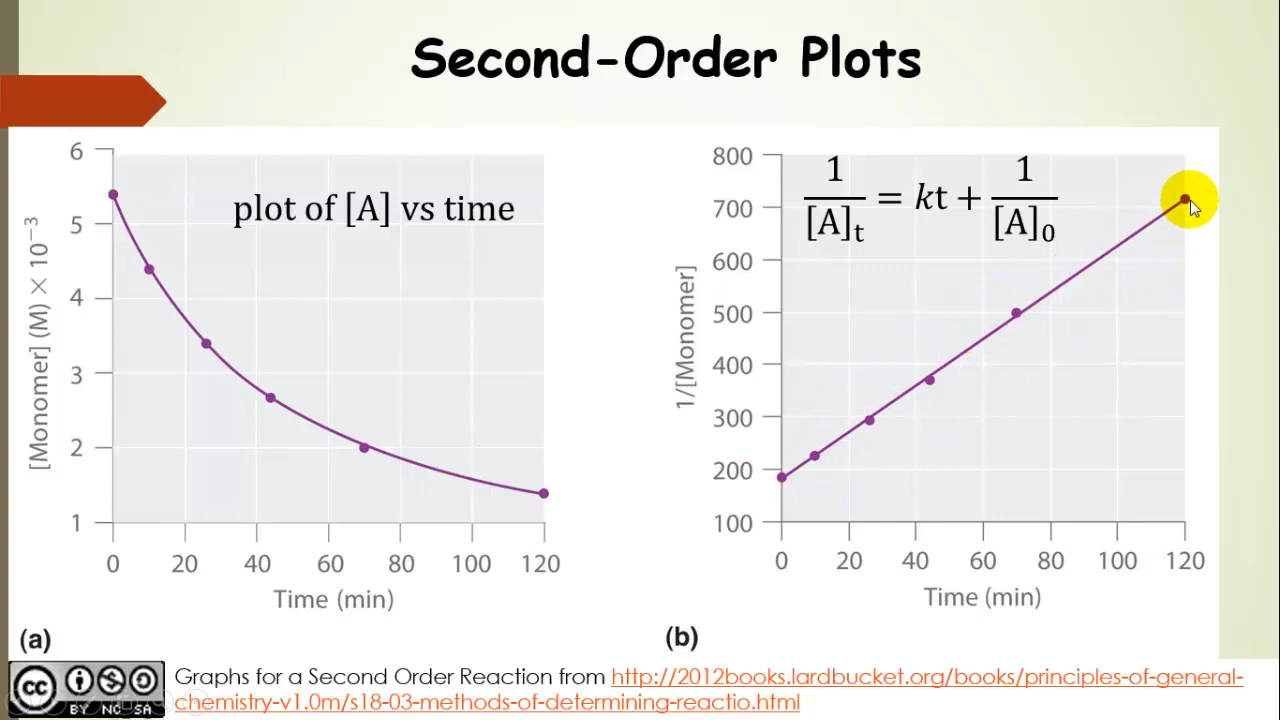 Second-Order Plots
6
5
4
3
2
1
[Monomer] (M) × 10⁻³
plot of [A] vs time
0 20 40 60 80 100 120
Time (min)
(a)
800
700
600
500
400
300
200
100
1/[Monomer]
1/[A]ₜ = kt + 1/[A]₀
0 20 40 60 80 100 120
Time (min)
(b)
cc
BY NC SA
Graphs for a Second Order Reaction from http://2012books.lardbucket.org/books/principles-of-general-
chemistry-v1.0m/s18-03-methods-of-determining-reactio.html